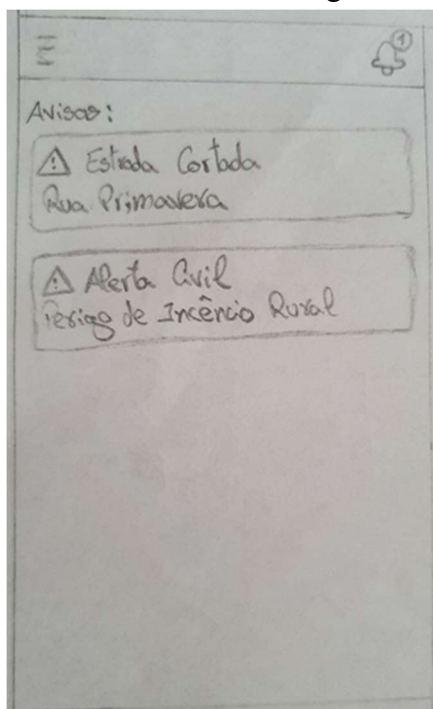 1
Avisos:
Estrada Cortada
Rua Primavera
Alerta Civil
Perigo de Incêncio Rural